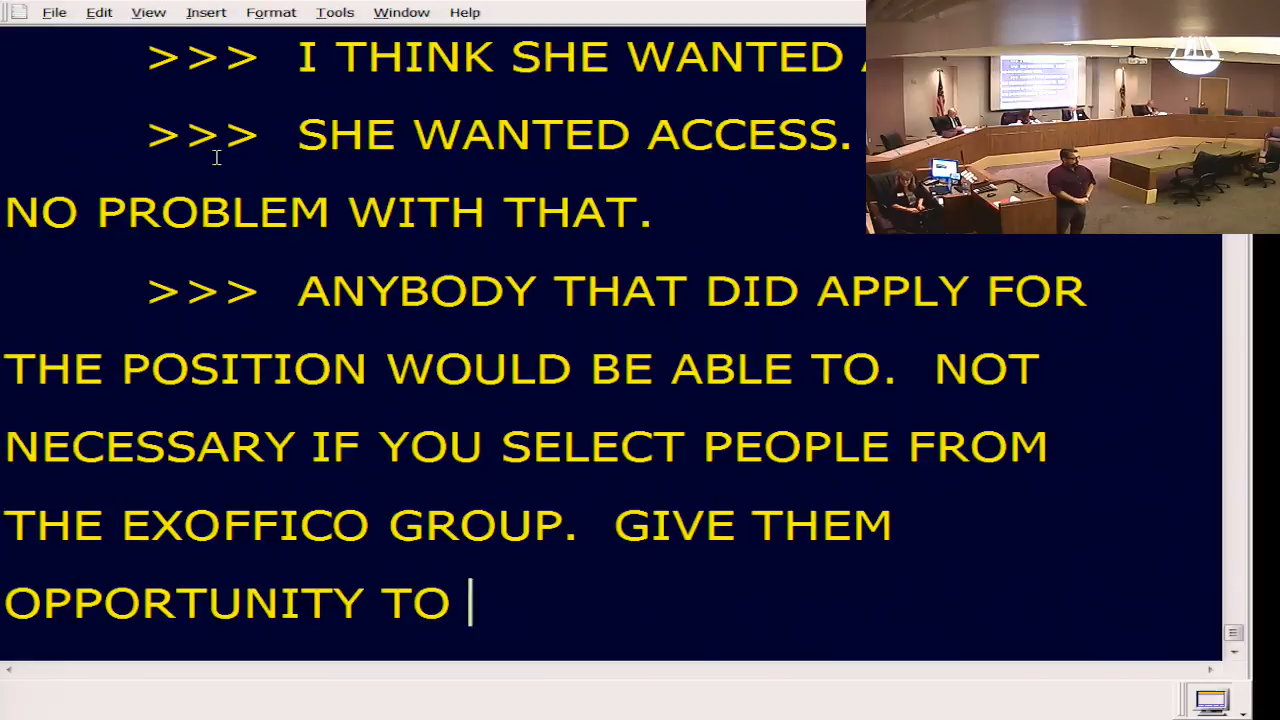 File Edit View Insert Format Tools Window Help
>>> I THINK SHE WANTED
>>> SHE WANTED ACCESS.
NO PROBLEM WITH THAT.
>>> ANYBODY THAT DID APPLY FOR
THE POSITION WOULD BE ABLE TO. NOT
NECESSARY IF YOU SELECT PEOPLE FROM
THE EXOFFICO GROUP. GIVE THEM
OPPORTUNITY TO